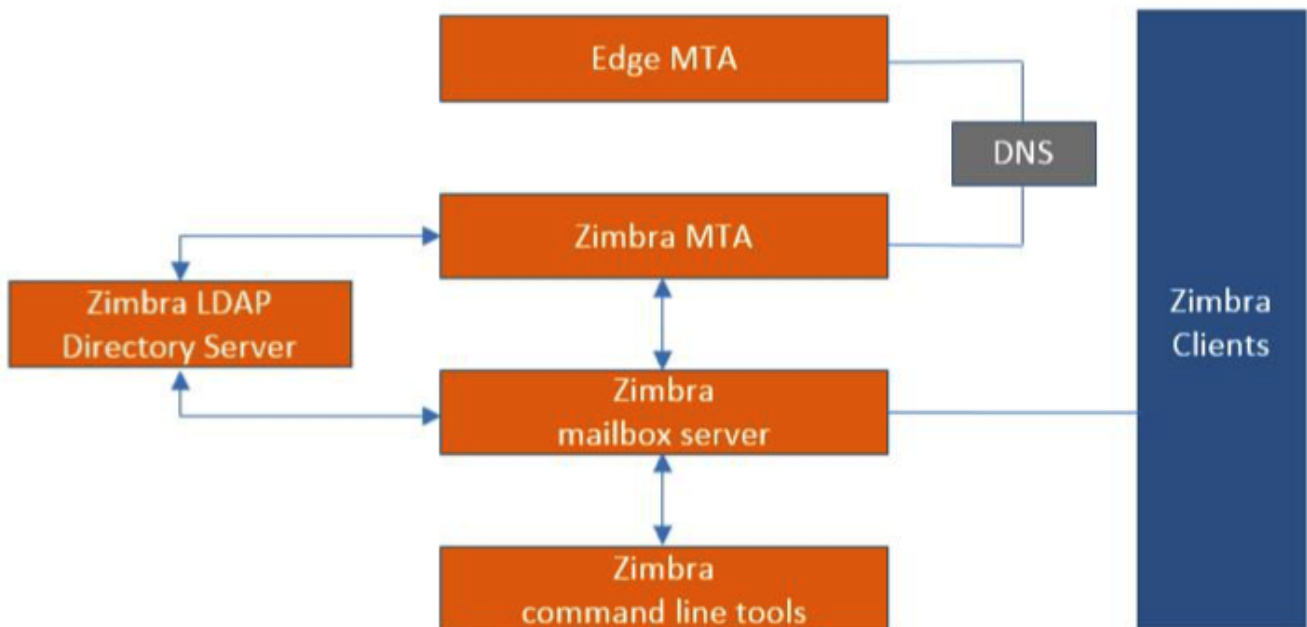 Edge MTA
DNS
Zimbra MTA
Zimbra LDAP
Directory Server
Zimbra
Clients
Zimbra
mailbox server
Zimbra
command line tools